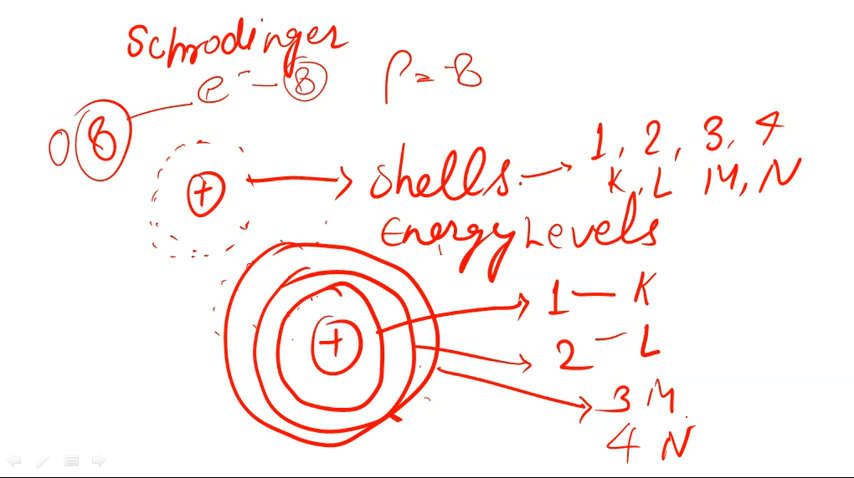 Schrodinger
e⁻ – 8 P = 8
O 8
+ Shells. 1, 2, 3, 4
K, L M, N
Energy Levels
1 – K
+
2 – L
3 M
4 N